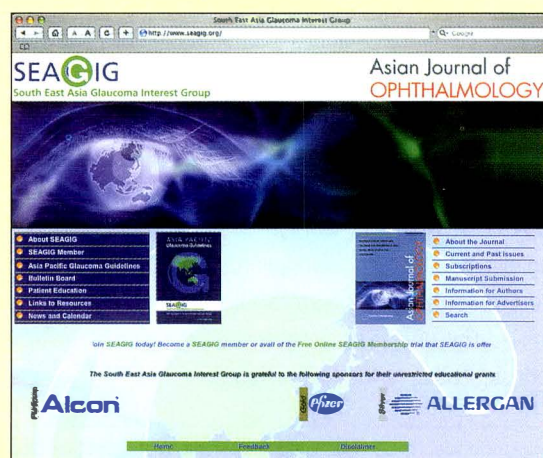 South East Asia Glaucoma Interest Group
A A
http://www.seagig.org/
Google
SEAGIG
South East Asia Glaucoma Interest Group
Asian Journal of
OPHTHALMOLOGY
About SEAGIG
SEAGIG Member
Asia Pacific Glaucoma Guidelines
Bulletin Board
Patient Education
Links to Resources
News and Calendar
ASIA PACIFIC
Glaucoma Guidelines
SEAGIG
Asian Journal of
OPHTHALMOLOGY
About the Journal
Current and Past Issues
Subscriptions
Manuscript Submission
Information for Authors
Information for Advertisers
Search
Join SEAGIG today! Become a SEAGIG member or avail of the Free Online SEAGIG Membership trial that SEAGIG is offer
The South East Asia Glaucoma Interest Group is grateful to the following sponsors for their unrestricted educational grants
Platinum
Alcon
Gold
Pfizer
Silver
ALLERGAN
Home
Feedback
Disclaimer